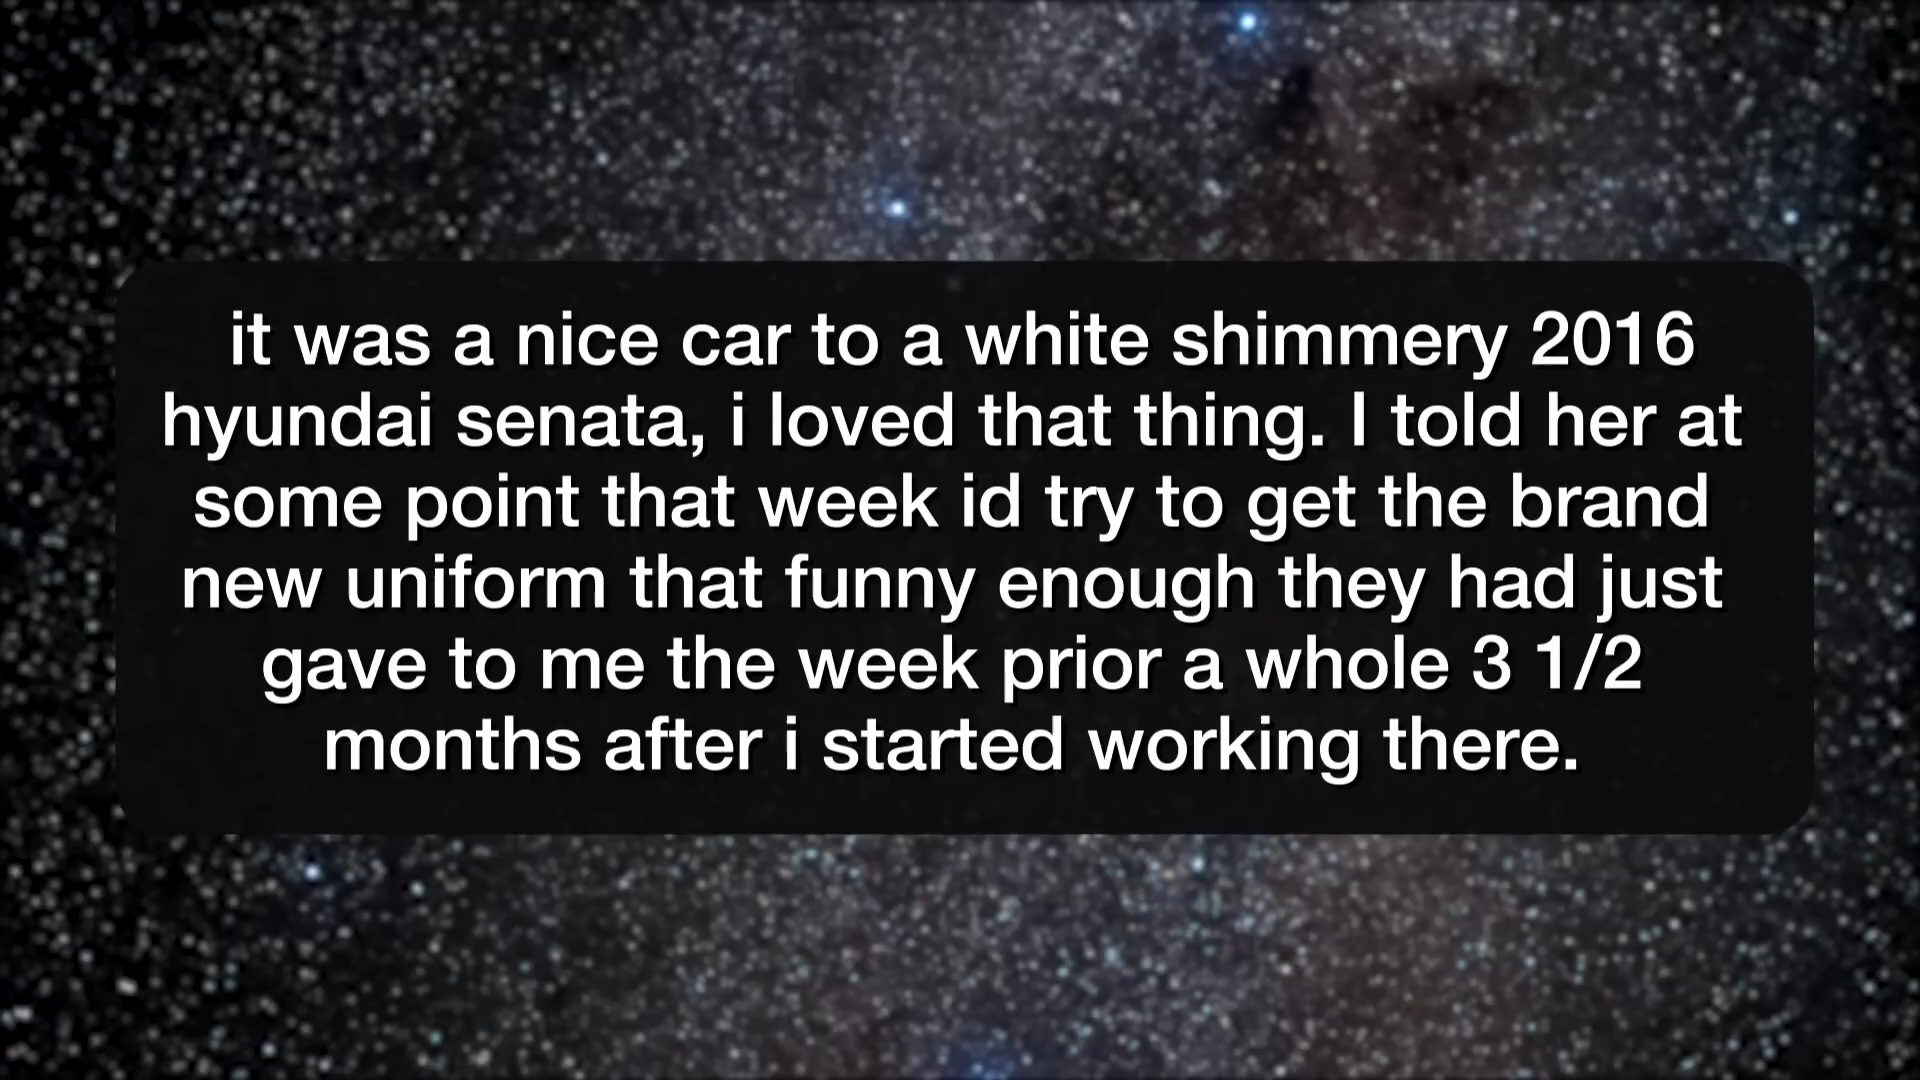 it was a nice car to a white shimmery 2016
hyundai senata, i loved that thing. I told her at
some point that week id try to get the brand
new uniform that funny enough they had just
gave to me the week prior a whole 3 1/2
months after i started working there.